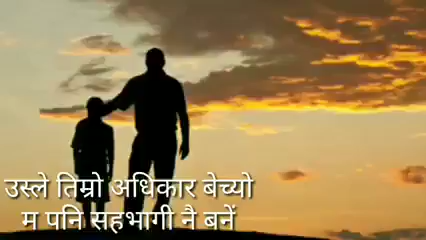 उस्ले तिम्रो अधिकार बेच्यो
म पनि सहभागी नै बनें